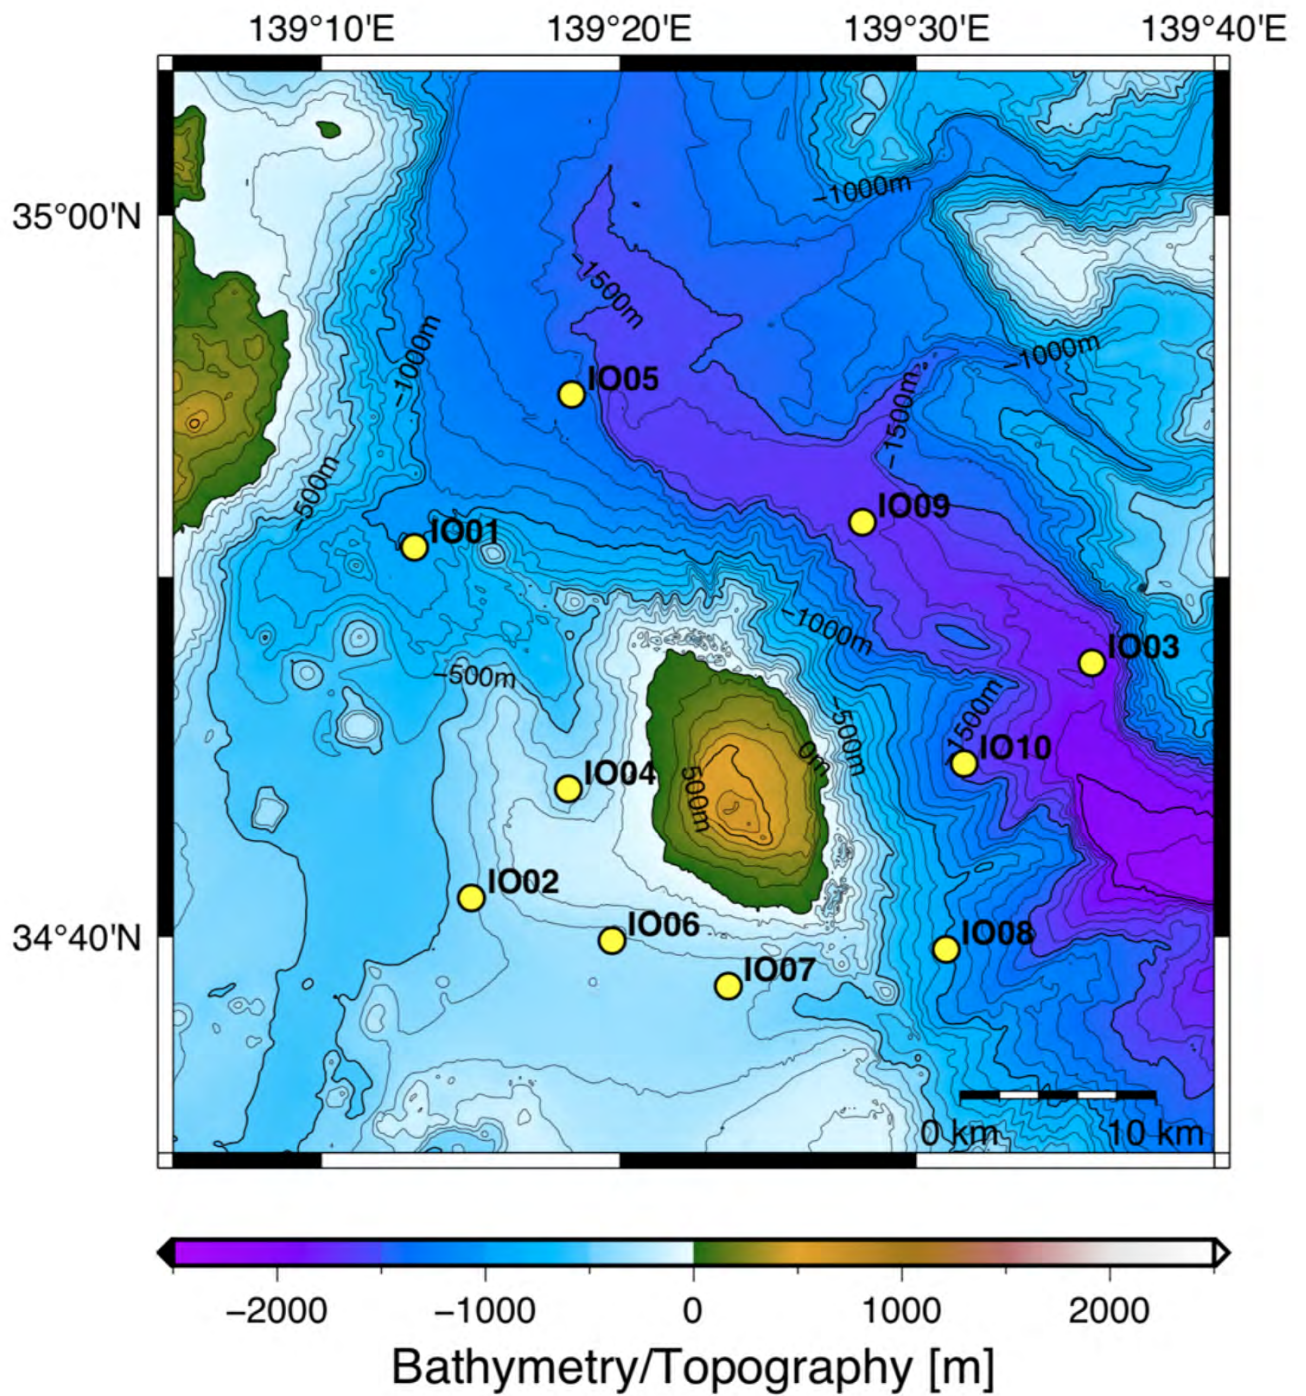 139°10'E 139°20'E 139°30'E 139°40'E
−1000m
35°00'N
−1500m
−1000m
−1000m
IO05
−1500m
−500m
IO09
IO01
−1000m
IO03
−500m
−500m
1500m
0m
IO10
IO04
500m
IO02
IO06
IO08
34°40'N
IO07
0 km 10 km
−2000 −1000 0 1000 2000
Bathymetry/Topography [m]